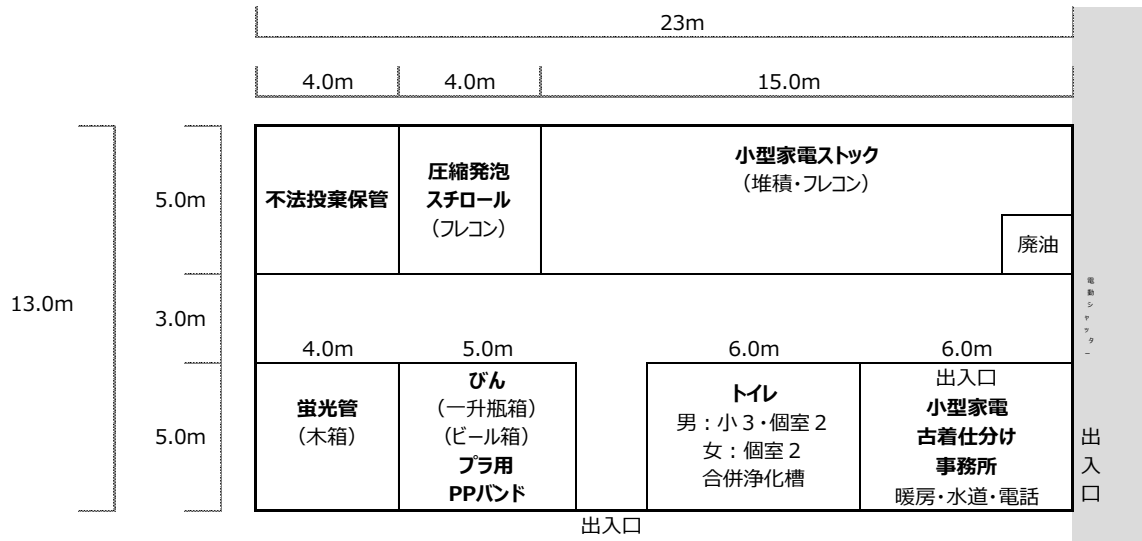 23m
4.0m
4.0m
15.0m
13.0m
5.0m
3.0m
5.0m
不法投棄保管
圧縮発泡
スチロール
（フレコン）
小型家電ストック
（堆積・フレコン）
廃油
電動シャッター
4.0m
5.0m
6.0m
6.0m
蛍光管
（木箱）
びん
（一升瓶箱）
（ビール箱）
プラ用
PPバンド
トイレ
男：小３・個室２
女：個室２
合併浄化槽
出入口
小型家電
古着仕分け
事務所
暖房・水道・電話
出入口
出入口